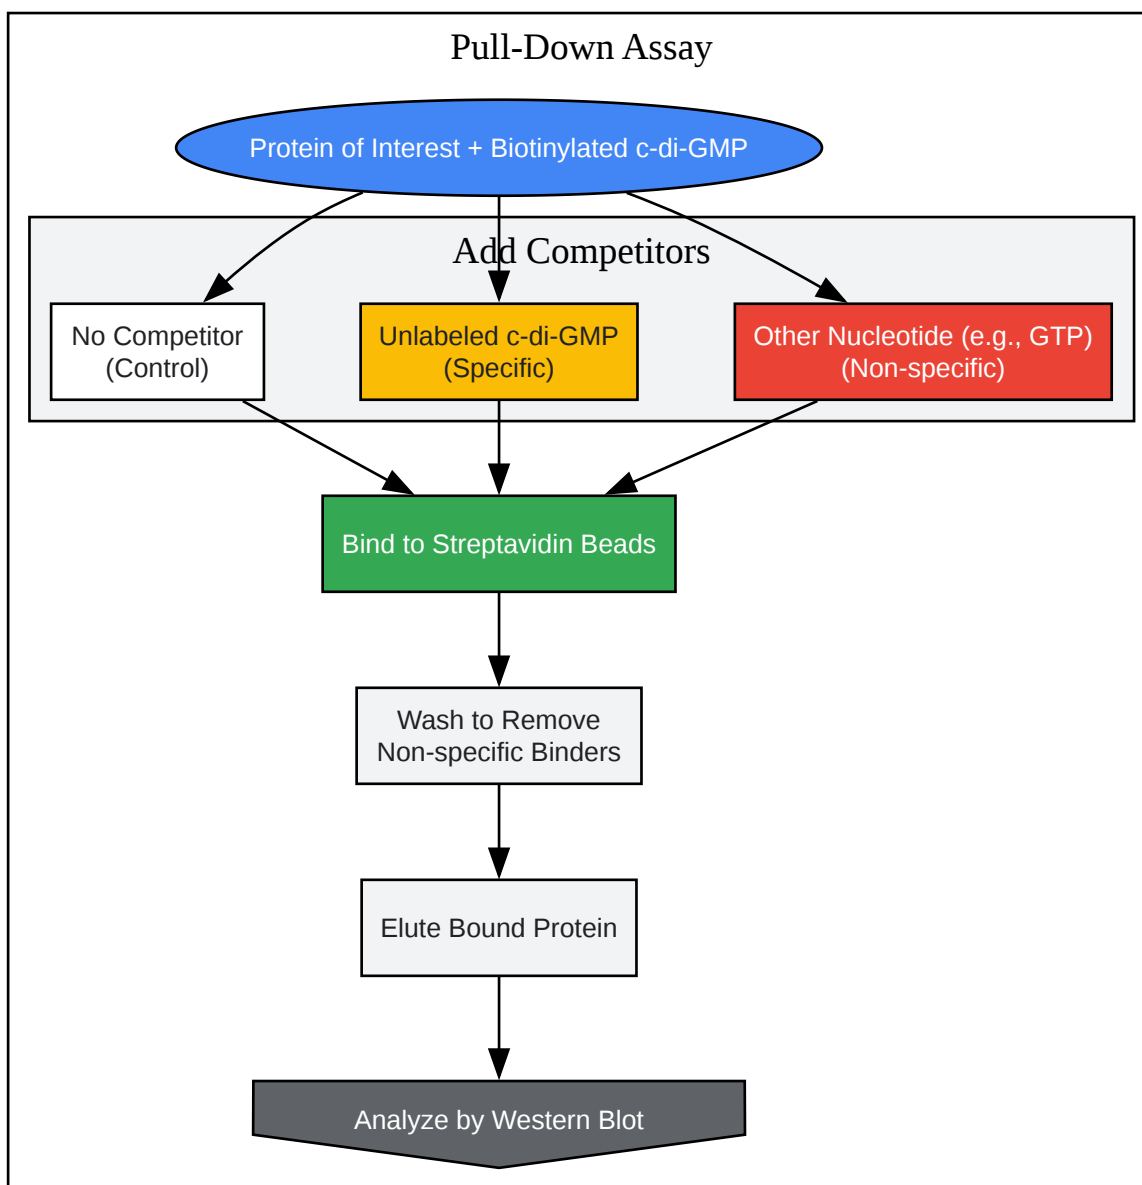 Pull-Down Assay
Protein of Interest + Biotinylated c-di-GMP
Add Competitors
No Competitor
(Control)
Unlabeled c-di-GMP
(Specific)
Other Nucleotide (e.g., GTP)
(Non-specific)
Bind to Streptavidin Beads
Wash to Remove
Non-specific Binders
Elute Bound Protein
Analyze by Western Blot